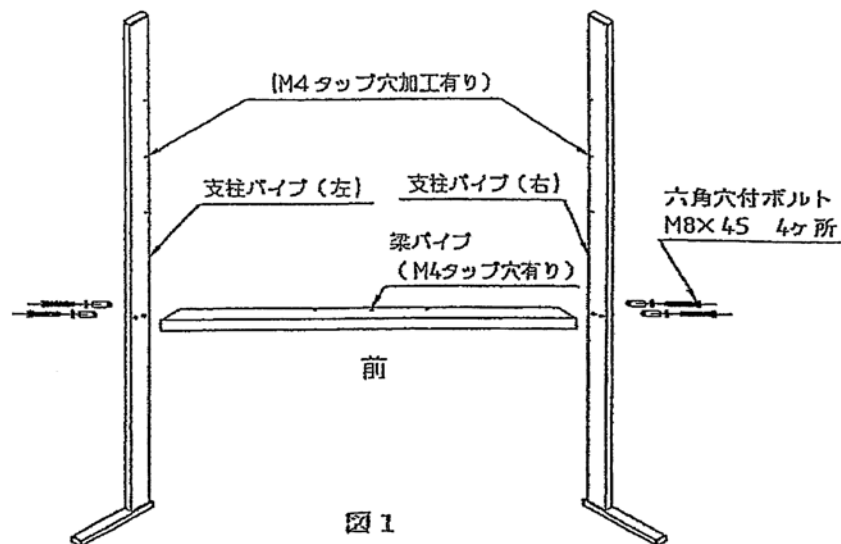 (M4タップ穴加工有り)
支柱パイプ(左)
支柱パイプ(右)
六角穴付ボルト
M8×45 4ケ所
梁パイプ
(M4タップ穴有り)
前
図1